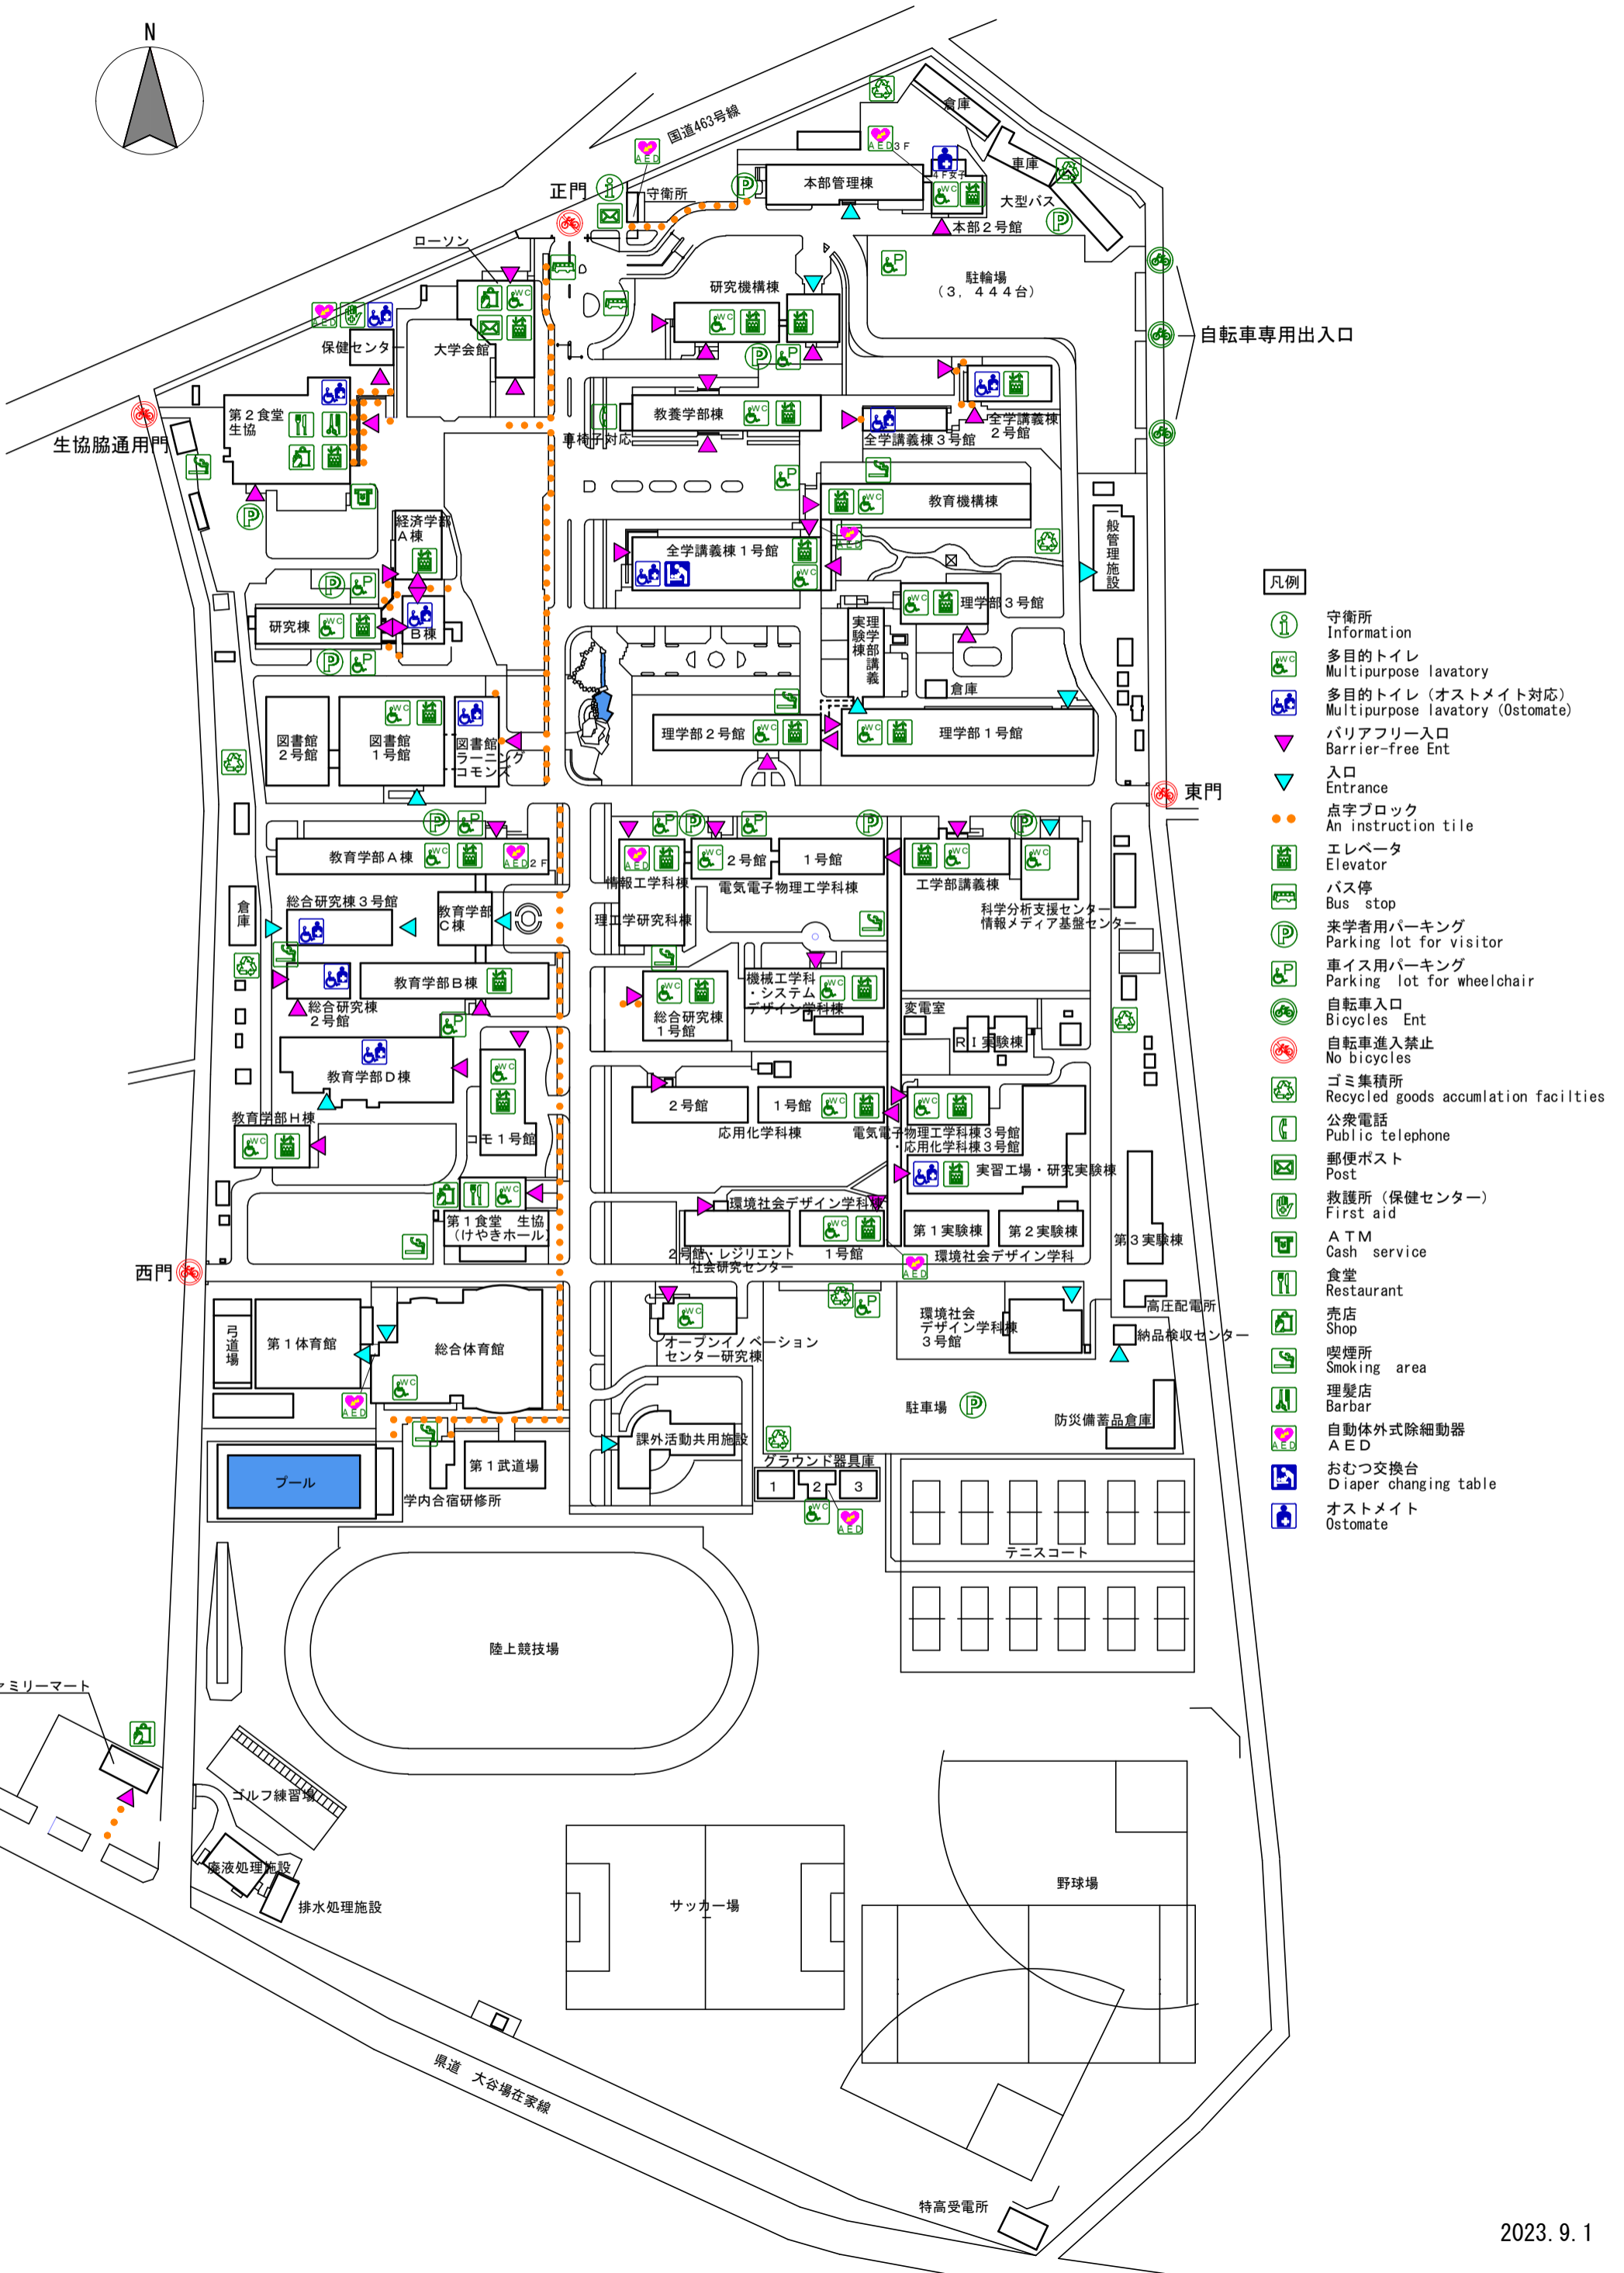 N
国道463号線
倉庫
車庫
大型バス
AED 3F
4F女子
本部管理棟
本部2号館
正門
守衛所
AED
ローソン
研究機構棟
駐輪場
(3,444台)
自転車専用出入口
AED
保健センター
大学会館
第2食堂
生協
生協脇通用門
教養学部棟
車椅子対応
全学講義棟3号館
全学講義棟
2号館
教育機構棟
一般管理施設
経済学部
A棟
全学講義棟1号館
AED
研究棟
B棟
理学部3号館
理学部講義
実験棟
倉庫
図書館
2号館
図書館
1号館
図書館
ラーニング
コモンズ
理学部2号館
理学部1号館
東門
教育学部A棟
AED 2F
AED
情報工学科棟
2号館
1号館
電気電子物理工学科棟
工学部講義棟
倉庫
総合研究棟3号館
教育学部
C棟
理工学研究科棟
科学分析支援センター
情報メディア基盤センター
教育学部B棟
総合研究棟
2号館
総合研究棟
1号館
機械工学科
・システム
デザイン学科棟
変電室
RI実験棟
教育学部D棟
教育学部H棟
コモ1号館
2号館
1号館
応用化学科棟
電気電子物理工学科棟3号館
・応用化学科棟3号館
実習工場・研究実験棟
第1食堂 生協
(けやきホール)
環境社会デザイン学科棟
2号館・レジリエント
社会研究センター
1号館
第1実験棟
第2実験棟
環境社会デザイン学科
AED
第3実験棟
西門
弓道場
第1体育館
総合体育館
AED
オープンイノベーション
センター研究棟
環境社会
デザイン学科棟
3号館
高圧配電所
納品検収センター
駐車場
防災備蓄品倉庫
課外活動共用施設
プール
第1武道場
学内合宿研修所
グラウンド器具庫
1
2
3
AED
テニスコート
陸上競技場
ァミリーマート
ゴルフ練習場
廃液処理施設
排水処理施設
サッカー場
野球場
県道 大谷場在家線
特高受電所
凡例
守衛所
Information
多目的トイレ
Multipurpose lavatory
多目的トイレ(オストメイト対応)
Multipurpose lavatory (Ostomate)
バリアフリー入口
Barrier-free Ent
入口
Entrance
点字ブロック
An instruction tile
エレベータ
Elevator
バス停
Bus stop
来学者用パーキング
Parking lot for visitor
車イス用パーキング
Parking lot for wheelchair
自転車入口
Bicycles Ent
自転車進入禁止
No bicycles
ゴミ集積所
Recycled goods accumlation facilties
公衆電話
Public telephone
郵便ポスト
Post
救護所(保健センター)
First aid
ATM
Cash service
食堂
Restaurant
売店
Shop
喫煙所
Smoking area
理髪店
Barbar
自動体外式除細動器
AED
おむつ交換台
Diaper changing table
オストメイト
Ostomate
2023.9.1